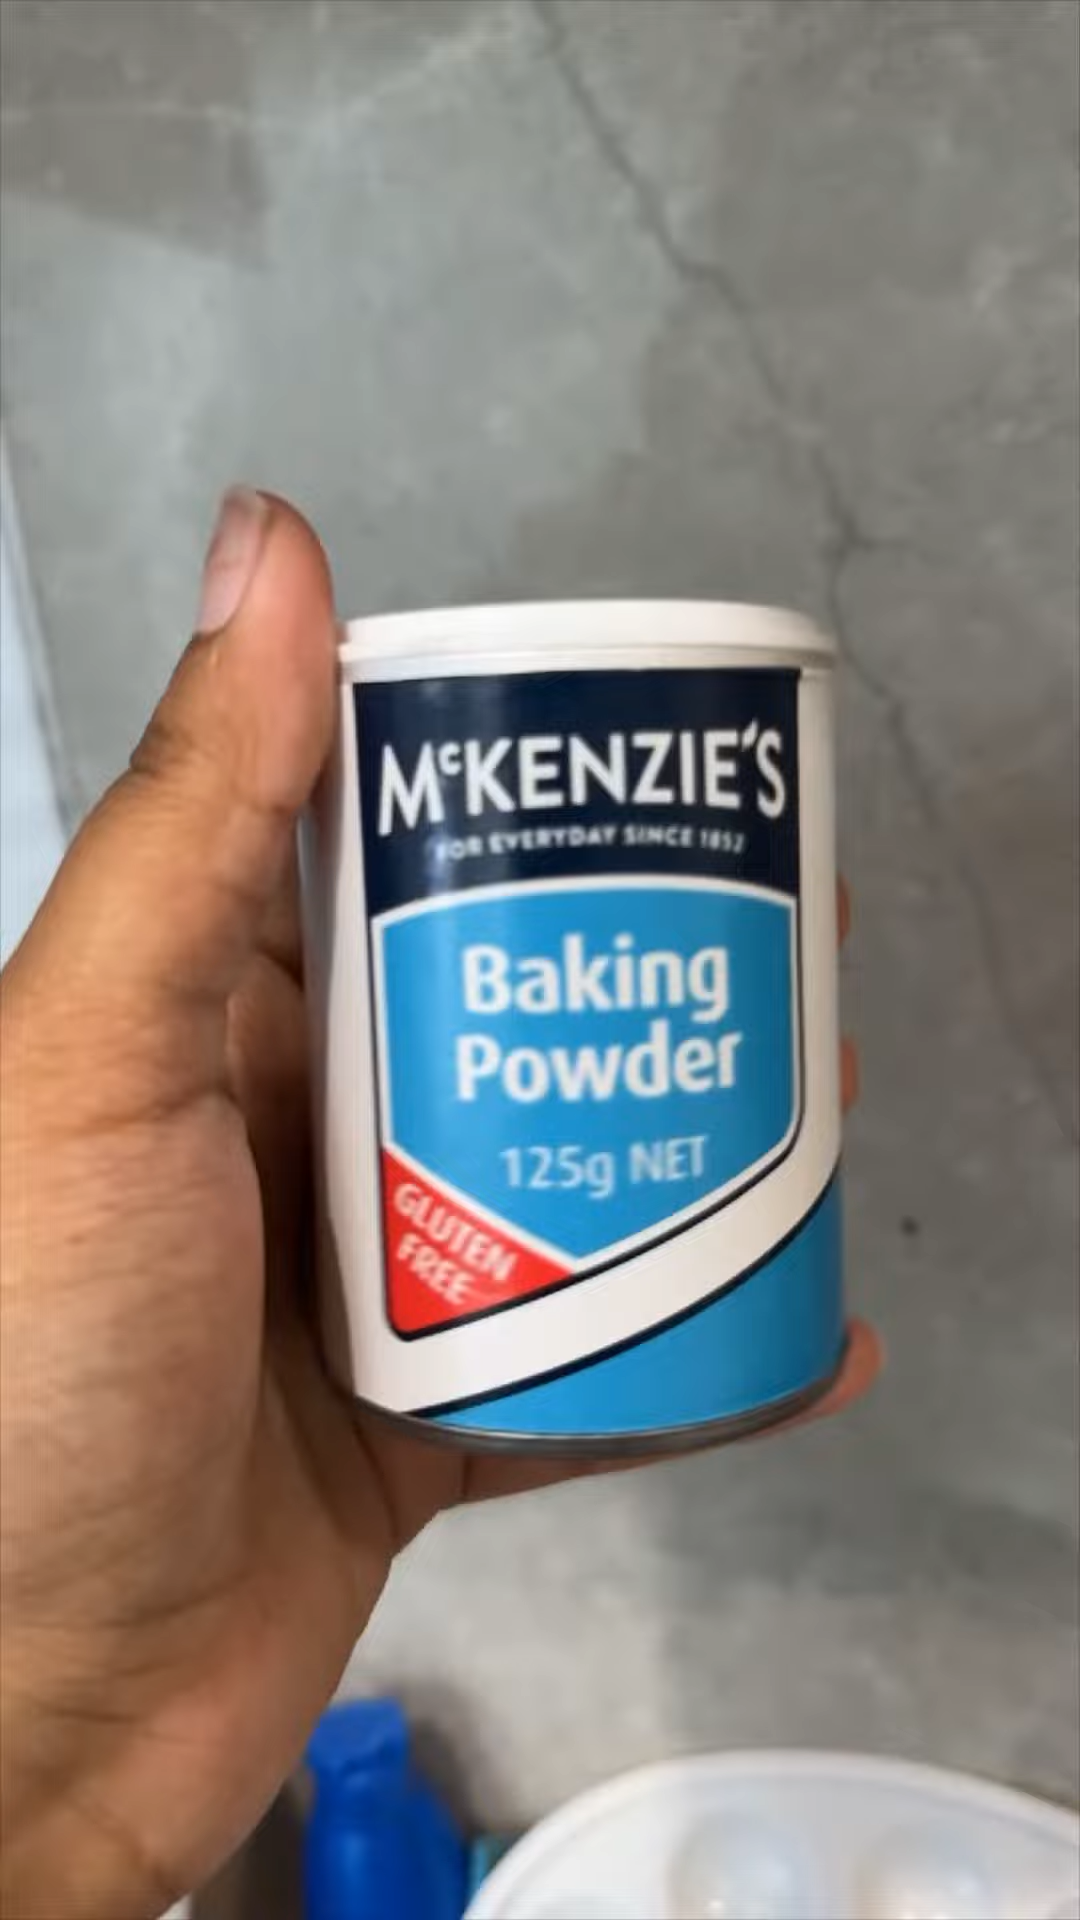 McKENZIE'S
FOR EVERYDAY SINCE 1852
Baking
Powder
125g NET
GLUTEN
FREE